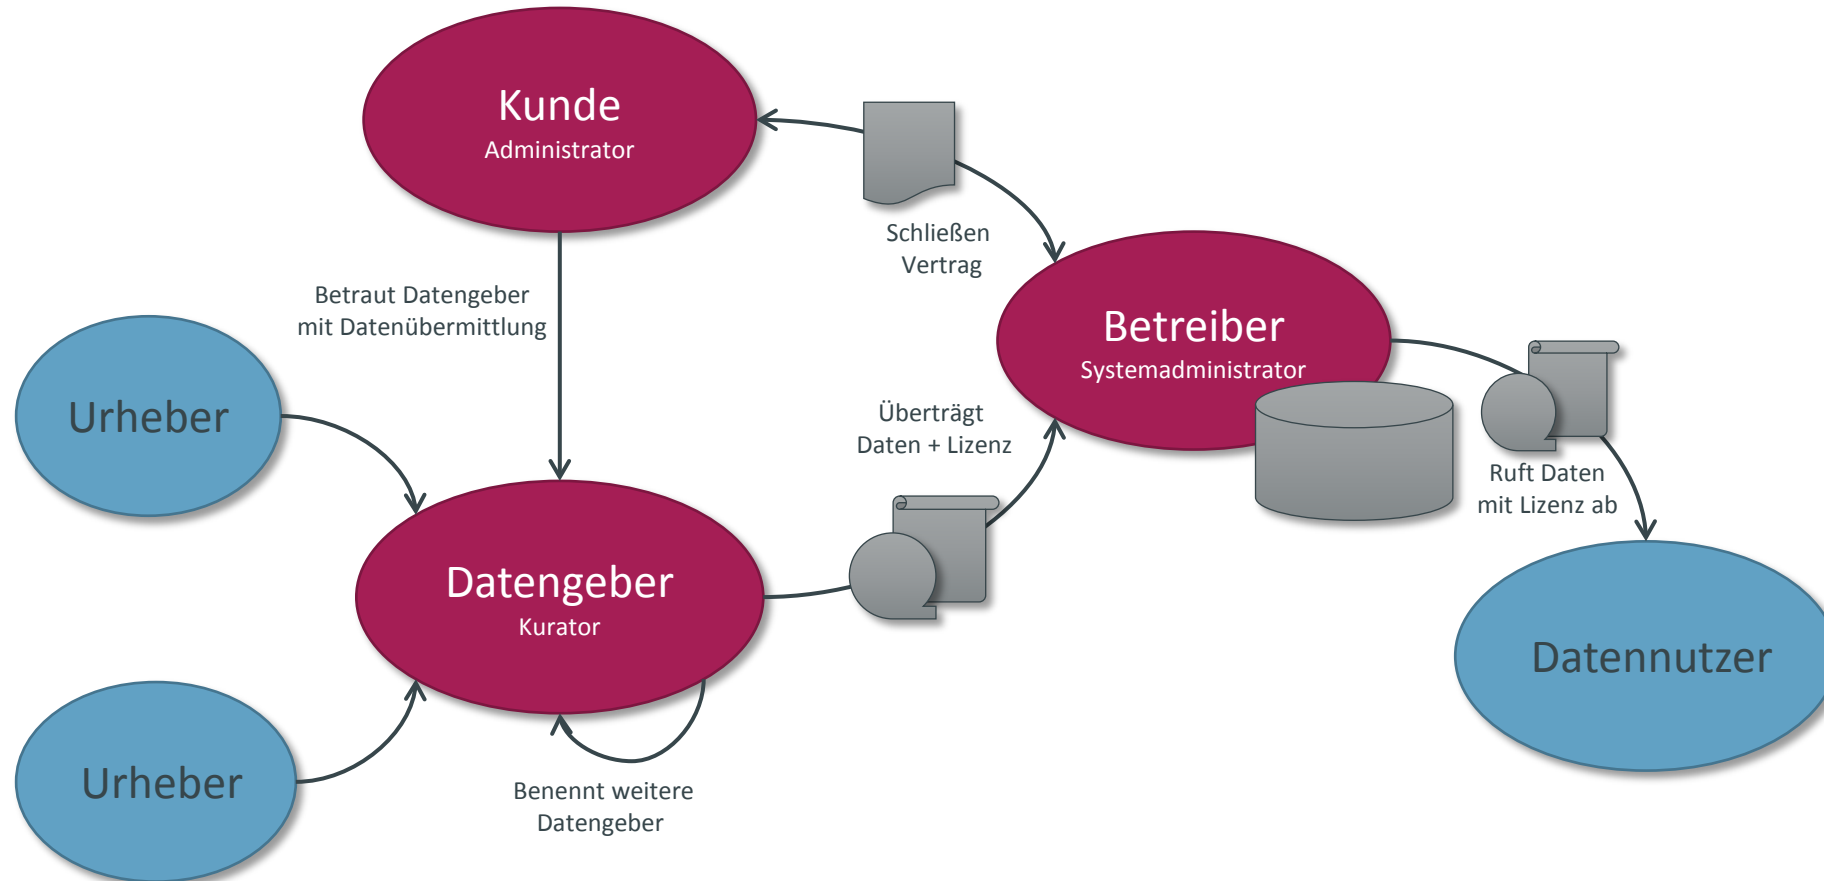 Kunde
Administrator
Schließen
Vertrag
Betraut Datengeber
mit Datenübermittlung
Betreiber
Systemadministrator
Urheber
Überträgt
Daten + Lizenz
Ruft Daten
mit Lizenz ab
Datengeber
Kurator
Datennutzer
Urheber
Benennt weitere
Datengeber